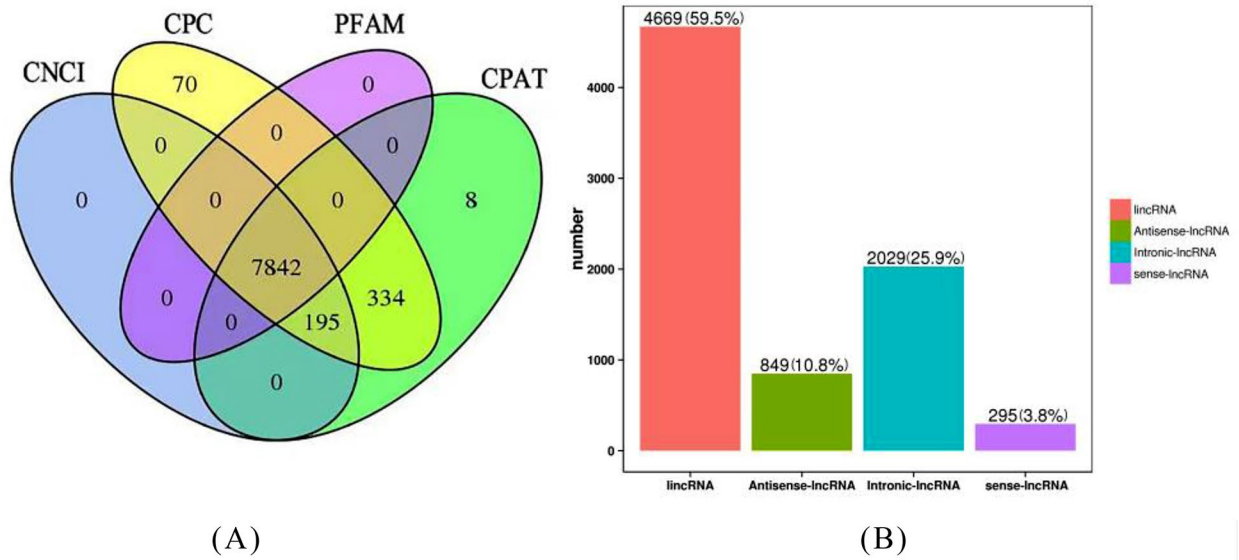 CNCI
CPC
PFAM
CPAT
70
0
0
0
0
0
0
0
8
7842
0
334
0
195
0
(A)
4669(59.5%)
4000
3000
2029(25.9%)
2000
1000
849(10.8%)
295(3.8%)
0
number
lincRNA
Antisense-lncRNA
Intronic-lncRNA
sense-lncRNA
lincRNA
Antisense-lncRNA
Intronic-lncRNA
sense-lncRNA
(B)